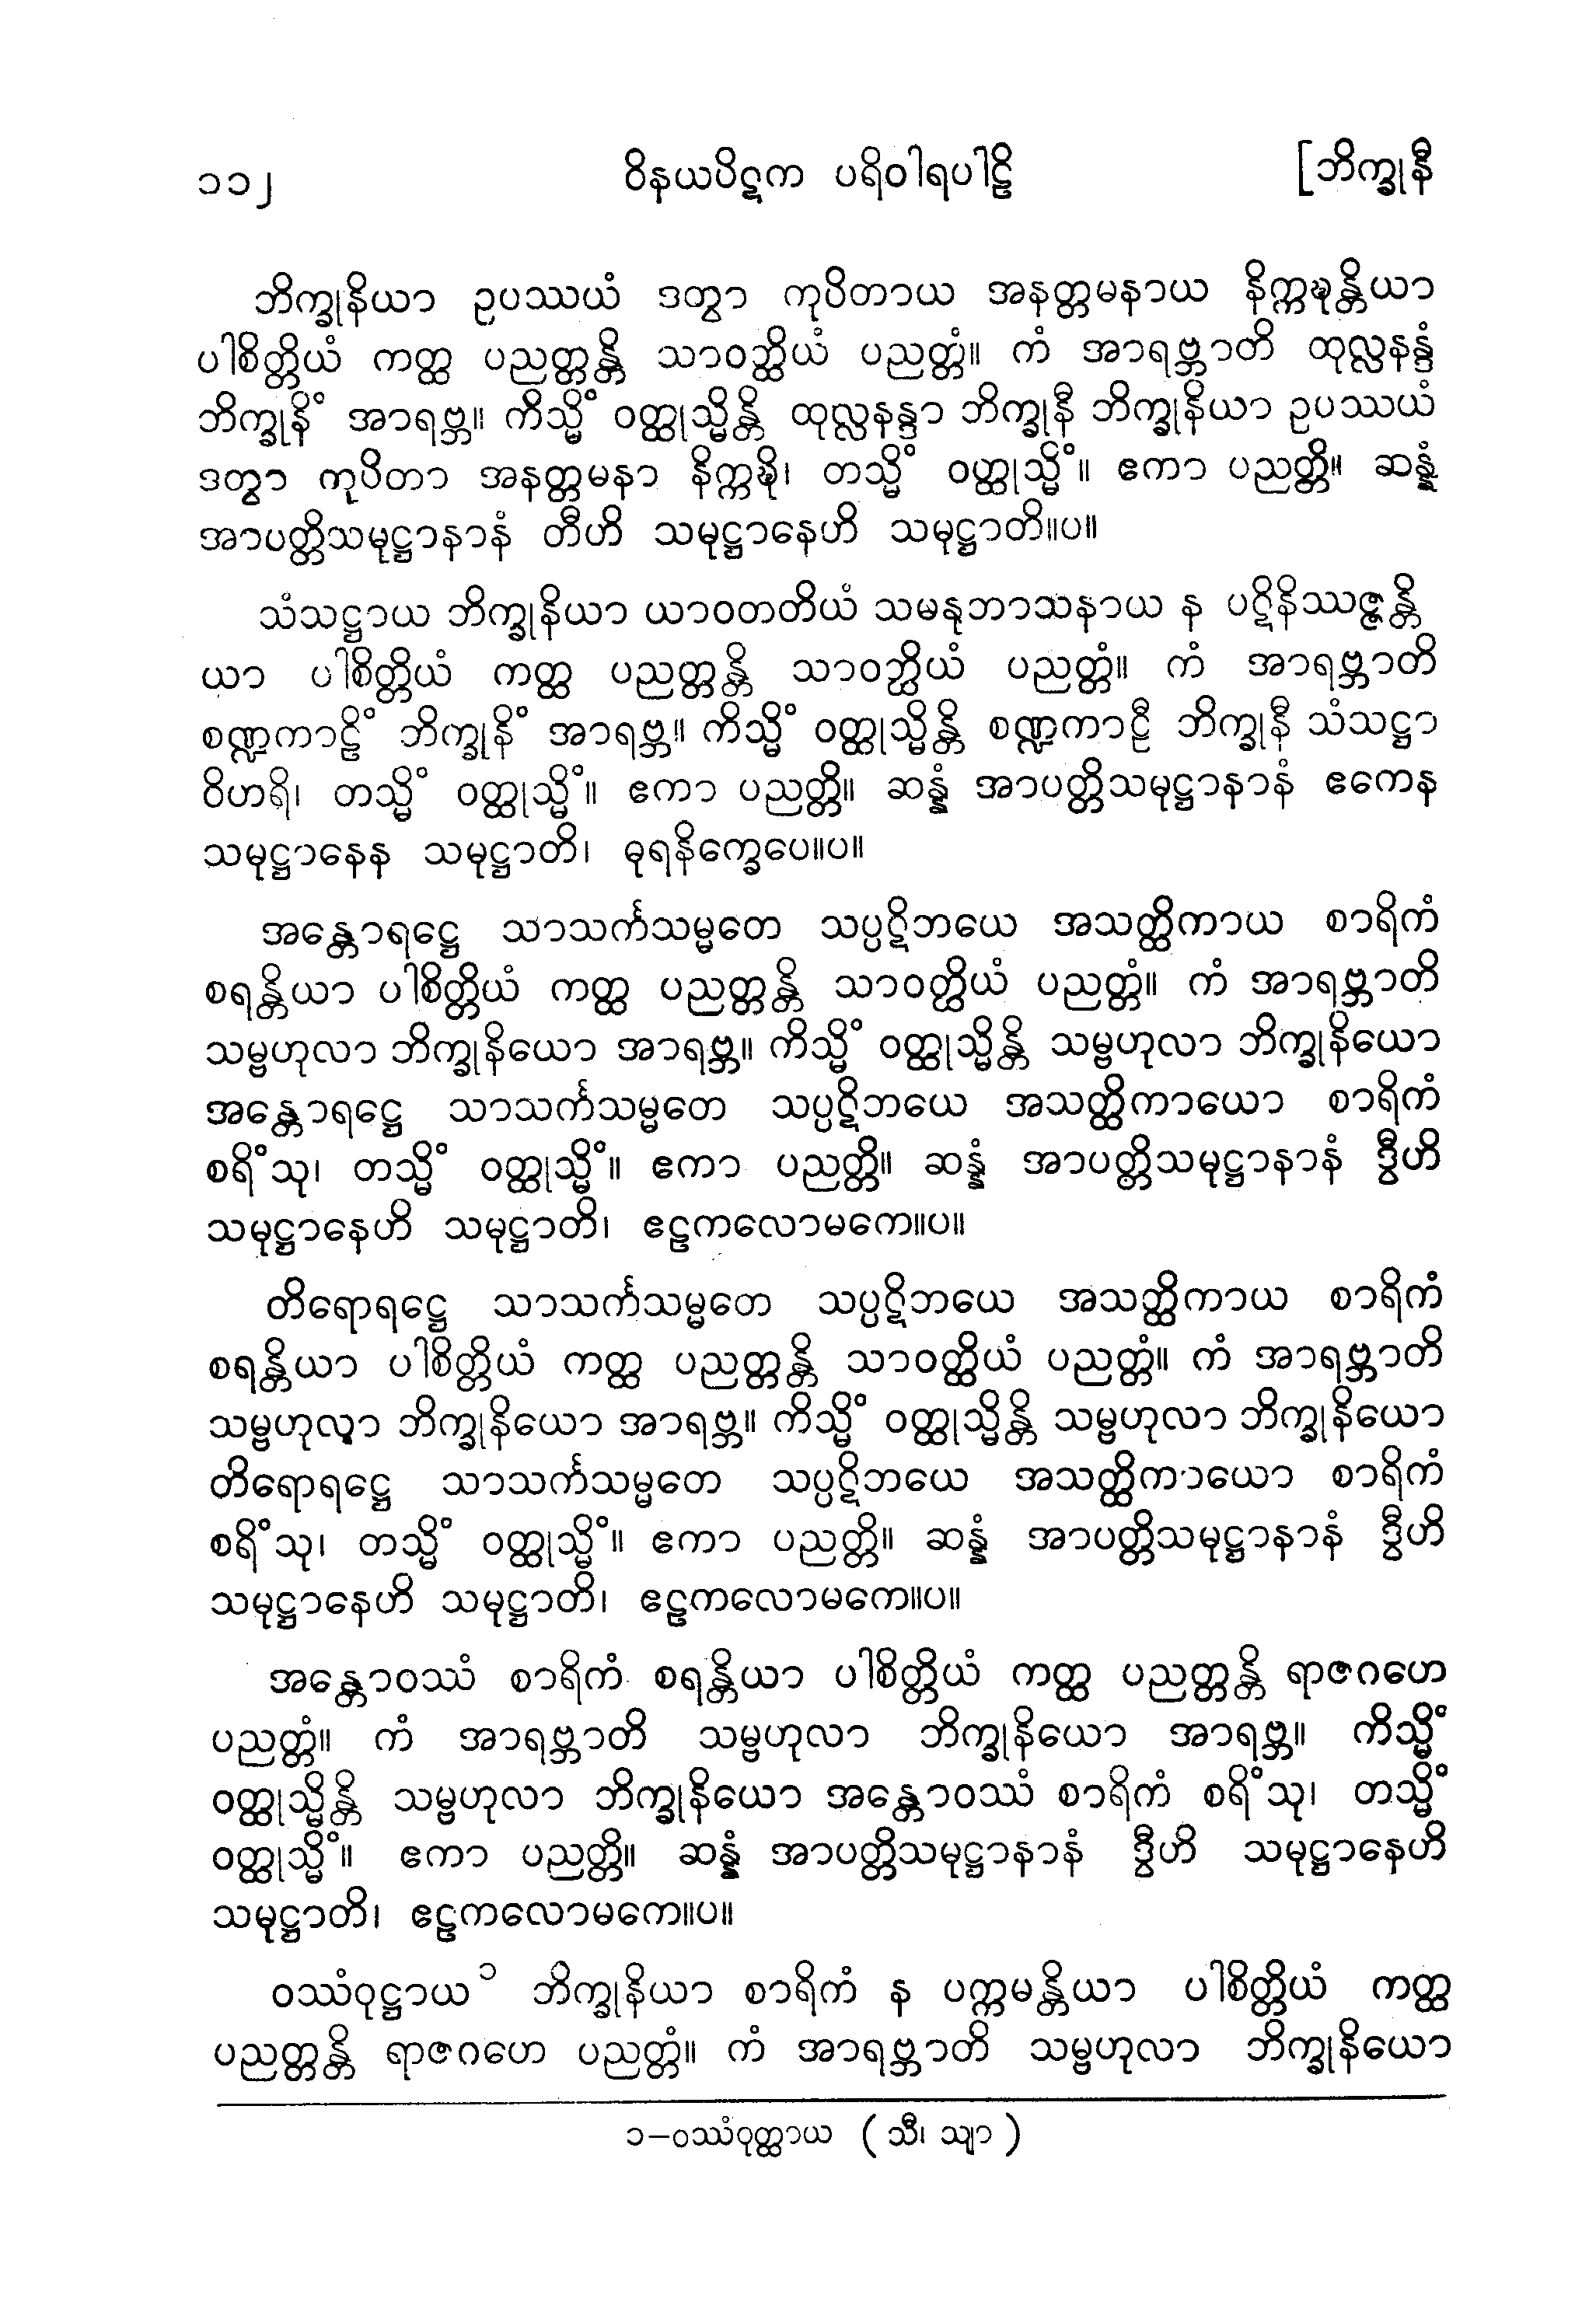 ၁၁၂ ဝိနယပိဋက ပရိဝါရပါဠိ [ဘိက္ခုနီ
ဘိက္ခုနိယာ ဥပဿယံ ဒတွာ ကုပိတာယ အနတ္တမနာယ နိက္ကဍ္ဎန္တိယာ
ပါစိတ္တိယံ ကတ္ထ ပညတ္တန္တိ သာဝတ္ထိယံ ပညတ္တံ။ ကံ အာရဗ္ဘာတိ ထုလ္လနန္ဒံ
ဘိက္ခုနိံ အာရဗ္ဘ။ ကိသ္မိံ ဝတ္ထုသ္မိန္တိ ထုလ္လနန္ဒာ ဘိက္ခုနီ ဘိက္ခုနိယာ ဥပဿယံ
ဒတွာ ကုပိတာ အနတ္တမနာ နိက္ကဍ္ဎိ၊ တသ္မိံ ဝတ္ထုသ္မိံ။ ဧကာ ပညတ္တိ။ ဆန္နံ
အာပတ္တိသမုဋ္ဌာနာနံ တီဟိ သမုဋ္ဌာနေဟိ သမုဋ္ဌာတိ။ပ။
သံသဋ္ဌာယ ဘိက္ခုနိယာ ယာဝတတိယံ သမနုဘာသနာယ န ပဋိနိဿဇ္ဇန္တိ
ယာ ပါစိတ္တိယံ ကတ္ထ ပညတ္တန္တိ သာဝတ္ထိယံ ပညတ္တံ။ ကံ အာရဗ္ဘာတိ
စဏ္ဍကာဠိံ ဘိက္ခုနိံ အာရဗ္ဘ။ ကိသ္မိံ ဝတ္ထုသ္မိန္တိ စဏ္ဍကာဠီ ဘိက္ခုနီ သံသဋ္ဌာ
ဝိဟရိ၊ တသ္မိံ ဝတ္ထုသ္မိံ။ ဧကာ ပညတ္တိ။ ဆန္နံ အာပတ္တိသမုဋ္ဌာနာနံ ဧကေန
သမုဋ္ဌာနေန သမုဋ္ဌာတိ၊ ဓုရနိက္ခေပေ။ပ။
အန္တောရဋ္ဌေ သာသင်္ကသမ္မတေ သပ္ပဋိဘယေ အသတ္ထိကာယ စာရိကံ
စရန္တိယာ ပါစိတ္တိယံ ကတ္ထ ပညတ္တန္တိ သာဝတ္ထိယံ ပညတ္တံ။ ကံ အာရဗ္ဘာတိ
သမ္ဗဟုလာ ဘိက္ခုနိယော အာရဗ္ဘ။ ကိသ္မိံ ဝတ္ထုသ္မိန္တိ သမ္ဗဟုလာ ဘိက္ခုနိယော
အန္တောရဋ္ဌေ သာသင်္ကသမ္မတေ သပ္ပဋိဘယေ အသတ္ထိကာယော စာရိကံ
စရိံသု၊ တသ္မိံ ဝတ္ထုသ္မိံ။ ဧကာ ပညတ္တိ။ ဆန္နံ အာပတ္တိသမုဋ္ဌာနာနံ ဒွီဟိ
သမုဋ္ဌာနေဟိ သမုဋ္ဌာတိ၊ ဧဠကလောမကေ။ပ။
တိရောရဋ္ဌေ သာသင်္ကသမ္မတေ သပ္ပဋိဘယေ အသတ္ထိကာယ စာရိကံ
စရန္တိယာ ပါစိတ္တိယံ ကတ္ထ ပညတ္တန္တိ သာဝတ္ထိယံ ပညတ္တံ။ ကံ အာရဗ္ဘာတိ
သမ္ဗဟုလာ ဘိက္ခုနိယော အာရဗ္ဘ။ ကိသ္မိံ ဝတ္ထုသ္မိန္တိ သမ္ဗဟုလာ ဘိက္ခုနိယော
တိရောရဋ္ဌေ သာသင်္ကသမ္မတေ သပ္ပဋိဘယေ အသတ္ထိကာယော စာရိကံ
စရိံသု၊ တသ္မိံ ဝတ္ထုသ္မိံ။ ဧကာ ပညတ္တိ။ ဆန္နံ အာပတ္တိသမုဋ္ဌာနာနံ ဒွီဟိ
သမုဋ္ဌာနေဟိ သမုဋ္ဌာတိ၊ ဧဠကလောမကေ။ပ။
အန္တောဝဿံ စာရိကံ စရန္တိယာ ပါစိတ္တိယံ ကတ္ထ ပညတ္တန္တိ ရာဇဂဟေ
ပညတ္တံ။ ကံ အာရဗ္ဘာတိ သမ္ဗဟုလာ ဘိက္ခုနိယော အာရဗ္ဘ။ ကိသ္မိံ
ဝတ္ထုသ္မိန္တိ သမ္ဗဟုလာ ဘိက္ခုနိယော အန္တောဝဿံ စာရိကံ စရိံသု၊ တသ္မိံ
ဝတ္ထုသ္မိံ။ ဧကာ ပညတ္တိ။ ဆန္နံ အာပတ္တိသမုဋ္ဌာနာနံ ဒွီဟိ သမုဋ္ဌာနေဟိ
သမုဋ္ဌာတိ၊ ဧဠကလောမကေ။ပ။
ဝဿံဝုဋ္ဌာယ ၁ ဘိက္ခုနိယာ စာရိကံ န ပက္ကမန္တိယာ ပါစိတ္တိယံ ကတ္ထ
ပညတ္တန္တိ ရာဇဂဟေ ပညတ္တံ။ ကံ အာရဗ္ဘာတိ သမ္ဗဟုလာ ဘိက္ခုနိယော
၁–ဝဿံဝုတ္ထာယ ( သီ၊ သျာ )